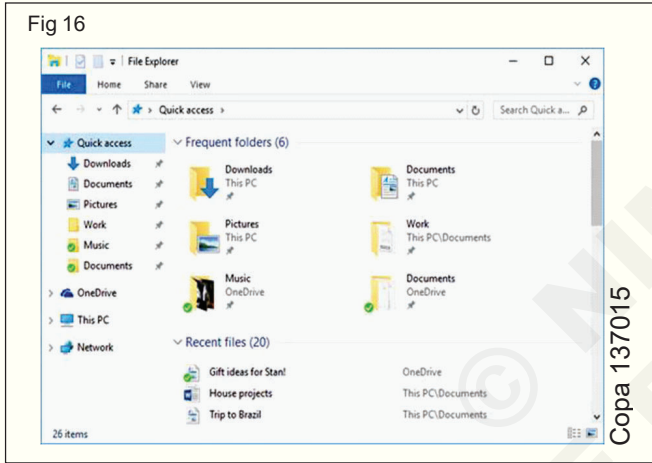 Fig 16
File Explorer
File Home Share View
Quick access
Search Quick a...
Quick access
Downloads
Documents
Pictures
Work
Music
Documents
OneDrive
This PC
Network
Frequent folders (6)
Downloads
This PC
Documents
This PC
Pictures
This PC
Work
This PC\Documents
Music
OneDrive
Documents
OneDrive
Recent files (20)
Gift ideas for Stan! OneDrive
House projects This PC\Documents
Trip to Brazil This PC\Documents
26 items
Copa 137015